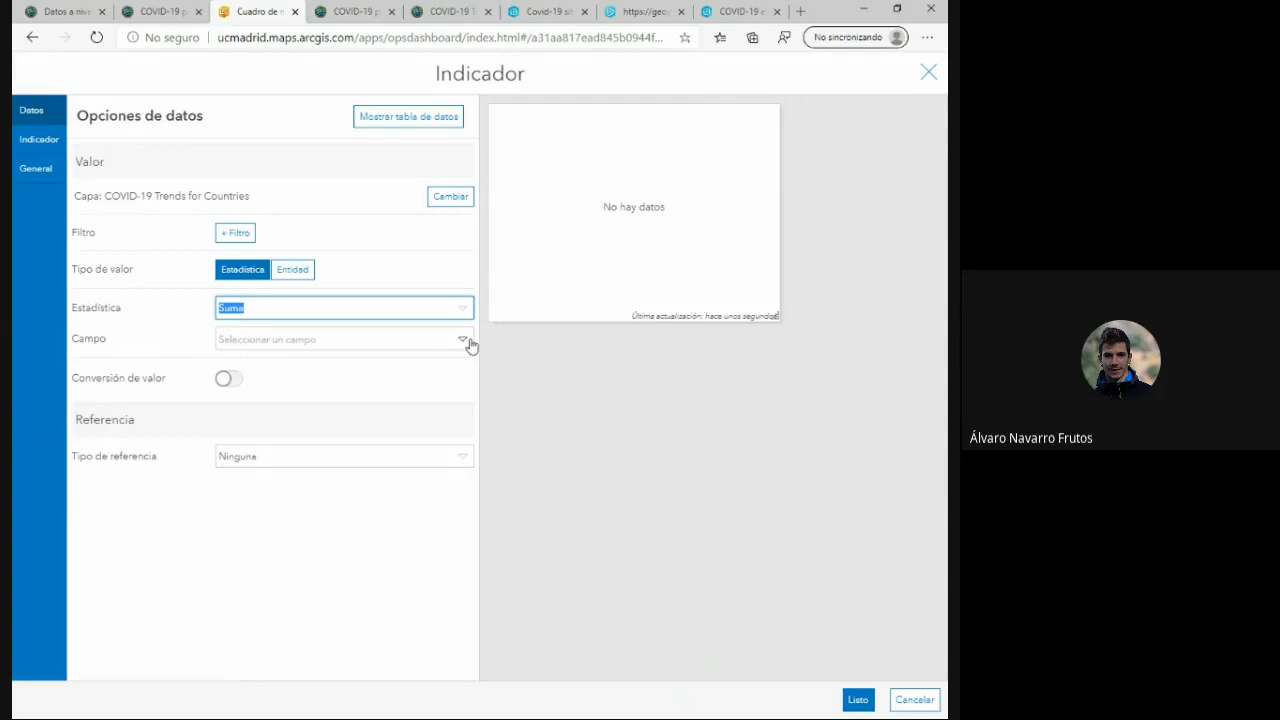 Datos a nive
COVID-19 p
Cuadro de n
COVID-19 p
COVID-19 T
Covid-19 sit
https://geog
COVID-19 e
No seguro
ucmadrid.maps.arcgis.com/apps/opsdashboard/index.html#/a31aa817ead845b0944f...
No sincronizando
Indicador
Datos
Indicador
General
Opciones de datos
Mostrar tabla de datos
Valor
Capa: COVID-19 Trends for Countries
Cambiar
Filtro
+ Filtro
Tipo de valor
Estadística
Entidad
Estadística
Suma
Campo
Seleccionar un campo
Conversión de valor
Referencia
Tipo de referencia
Ninguna
No hay datos
Última actualización: hace unos segundos
Álvaro Navarro Frutos
Listo
Cancelar